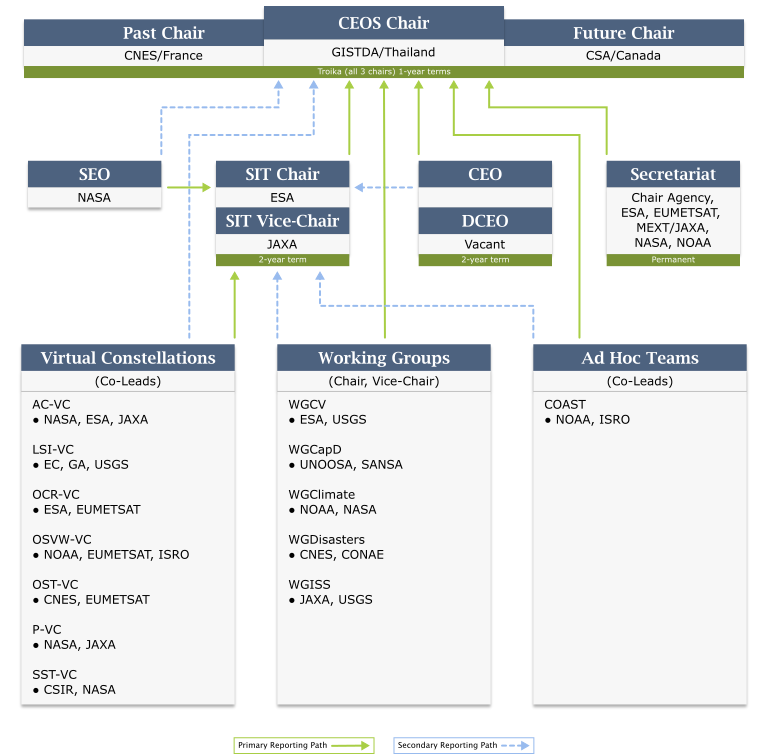 Past Chair
CNES/France
CEOS Chair
GISTDA/Thailand
Future Chair
CSA/Canada
Troika (all 3 chairs) 1-year terms
SEO
NASA
SIT Chair
ESA
SIT Vice-Chair
JAXA
2-year term
CEO
DCEO
Vacant
2-year term
Secretariat
Chair Agency,
ESA, EUMETSAT,
MEXT/JAXA,
NASA, NOAA
Permanent
Virtual Constellations
(Co-Leads)
AC-VC
● NASA, ESA, JAXA
LSI-VC
● EC, GA, USGS
OCR-VC
● ESA, EUMETSAT
OSVW-VC
● NOAA, EUMETSAT, ISRO
OST-VC
● CNES, EUMETSAT
P-VC
● NASA, JAXA
SST-VC
● CSIR, NASA
Working Groups
(Chair, Vice-Chair)
WGCV
● ESA, USGS
WGCapD
● UNOOSA, SANSA
WGClimate
● NOAA, NASA
WGDisasters
● CNES, CONAE
WGISS
● JAXA, USGS
Ad Hoc Teams
(Co-Leads)
COAST
● NOAA, ISRO
Primary Reporting Path
Secondary Reporting Path